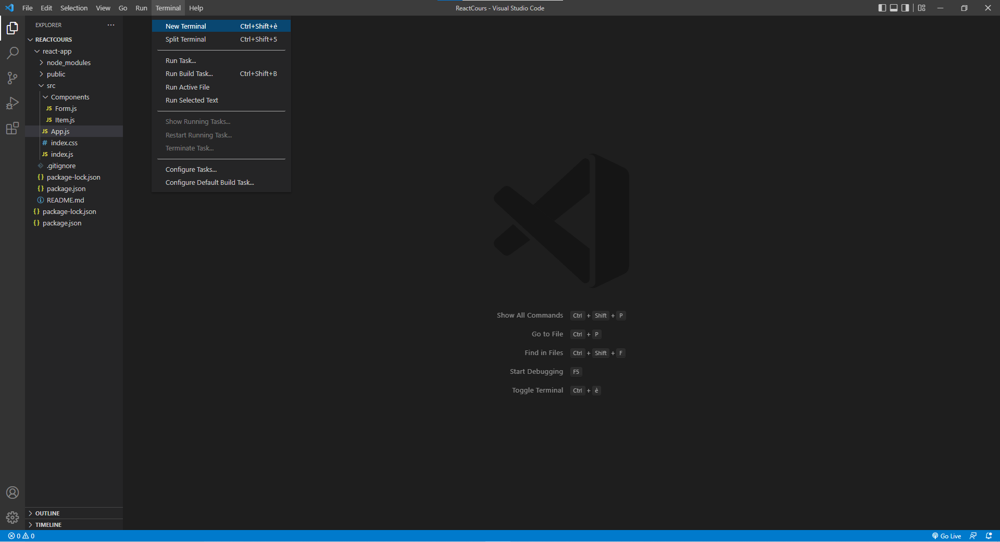 File Edit Selection View Go Run Terminal Help
ReactCours - Visual Studio Code
EXPLORER
REACTCOURS
react-app
node_modules
public
src
Components
JS Form.js
JS Item.js
JS App.js
# index.css
JS index.js
.gitignore
{} package-lock.json
{} package.json
README.md
{} package-lock.json
{} package.json
OUTLINE
TIMELINE
New Terminal Ctrl+Shift+è
Split Terminal Ctrl+Shift+5
Run Task...
Run Build Task... Ctrl+Shift+B
Run Active File
Run Selected Text
Show Running Tasks...
Restart Running Task...
Terminate Task...
Configure Tasks...
Configure Default Build Task...
Show All Commands Ctrl + Shift + P
Go to File Ctrl + P
Find in Files Ctrl + Shift + F
Start Debugging F5
Toggle Terminal Ctrl + è
0 0
Go Live